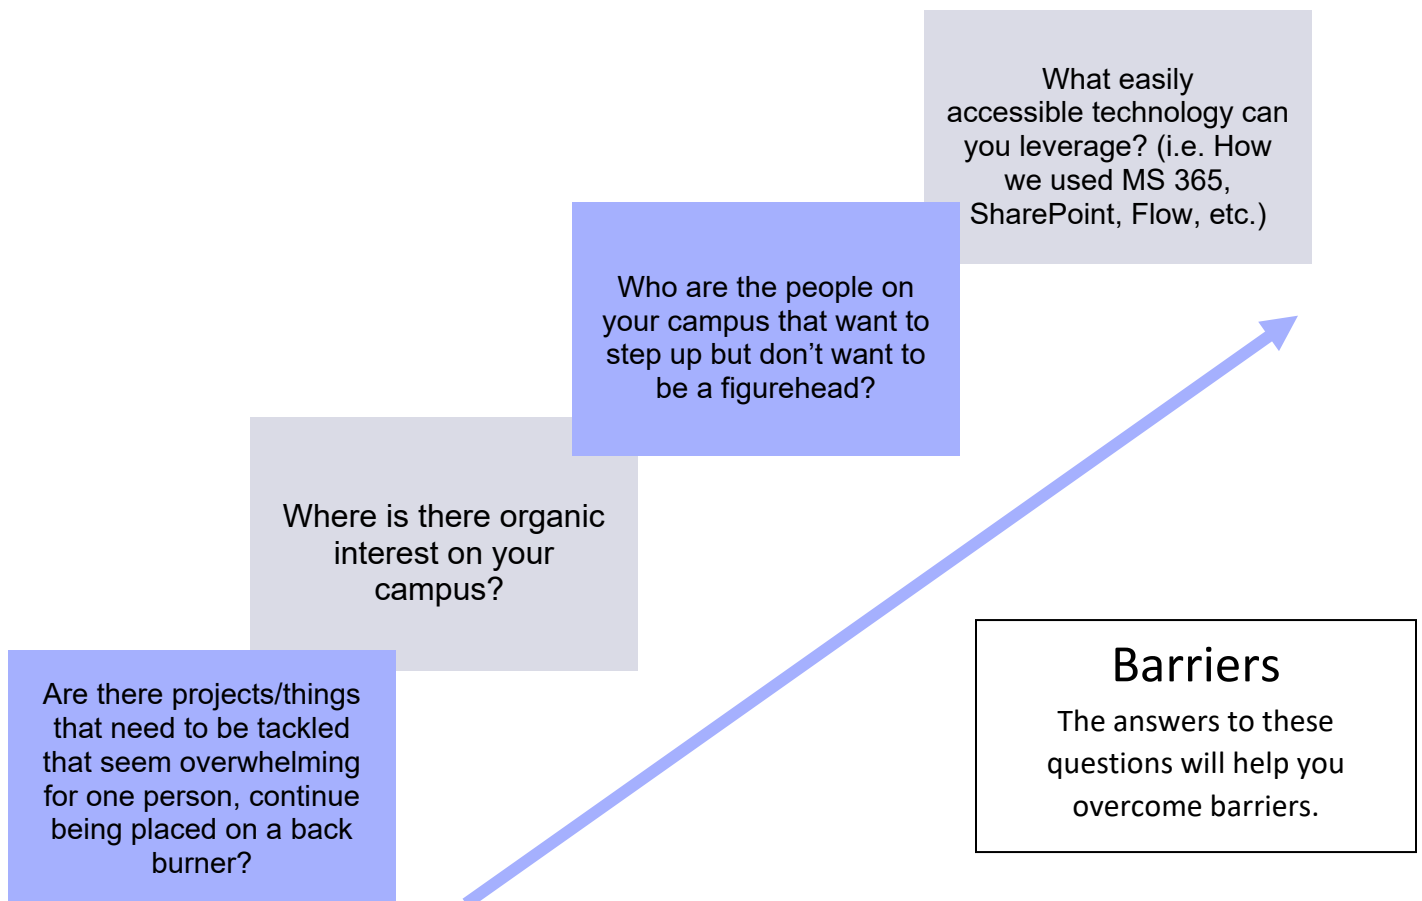 What easily
accessible technology can
you leverage? (i.e. How
we used MS 365,
SharePoint, Flow, etc.)
Who are the people on
your campus that want to
step up but don’t want to
be a figurehead?
Where is there organic
interest on your
campus?
Are there projects/things
that need to be tackled
that seem overwhelming
for one person, continue
being placed on a back
burner?
Barriers
The answers to these
questions will help you
overcome barriers.